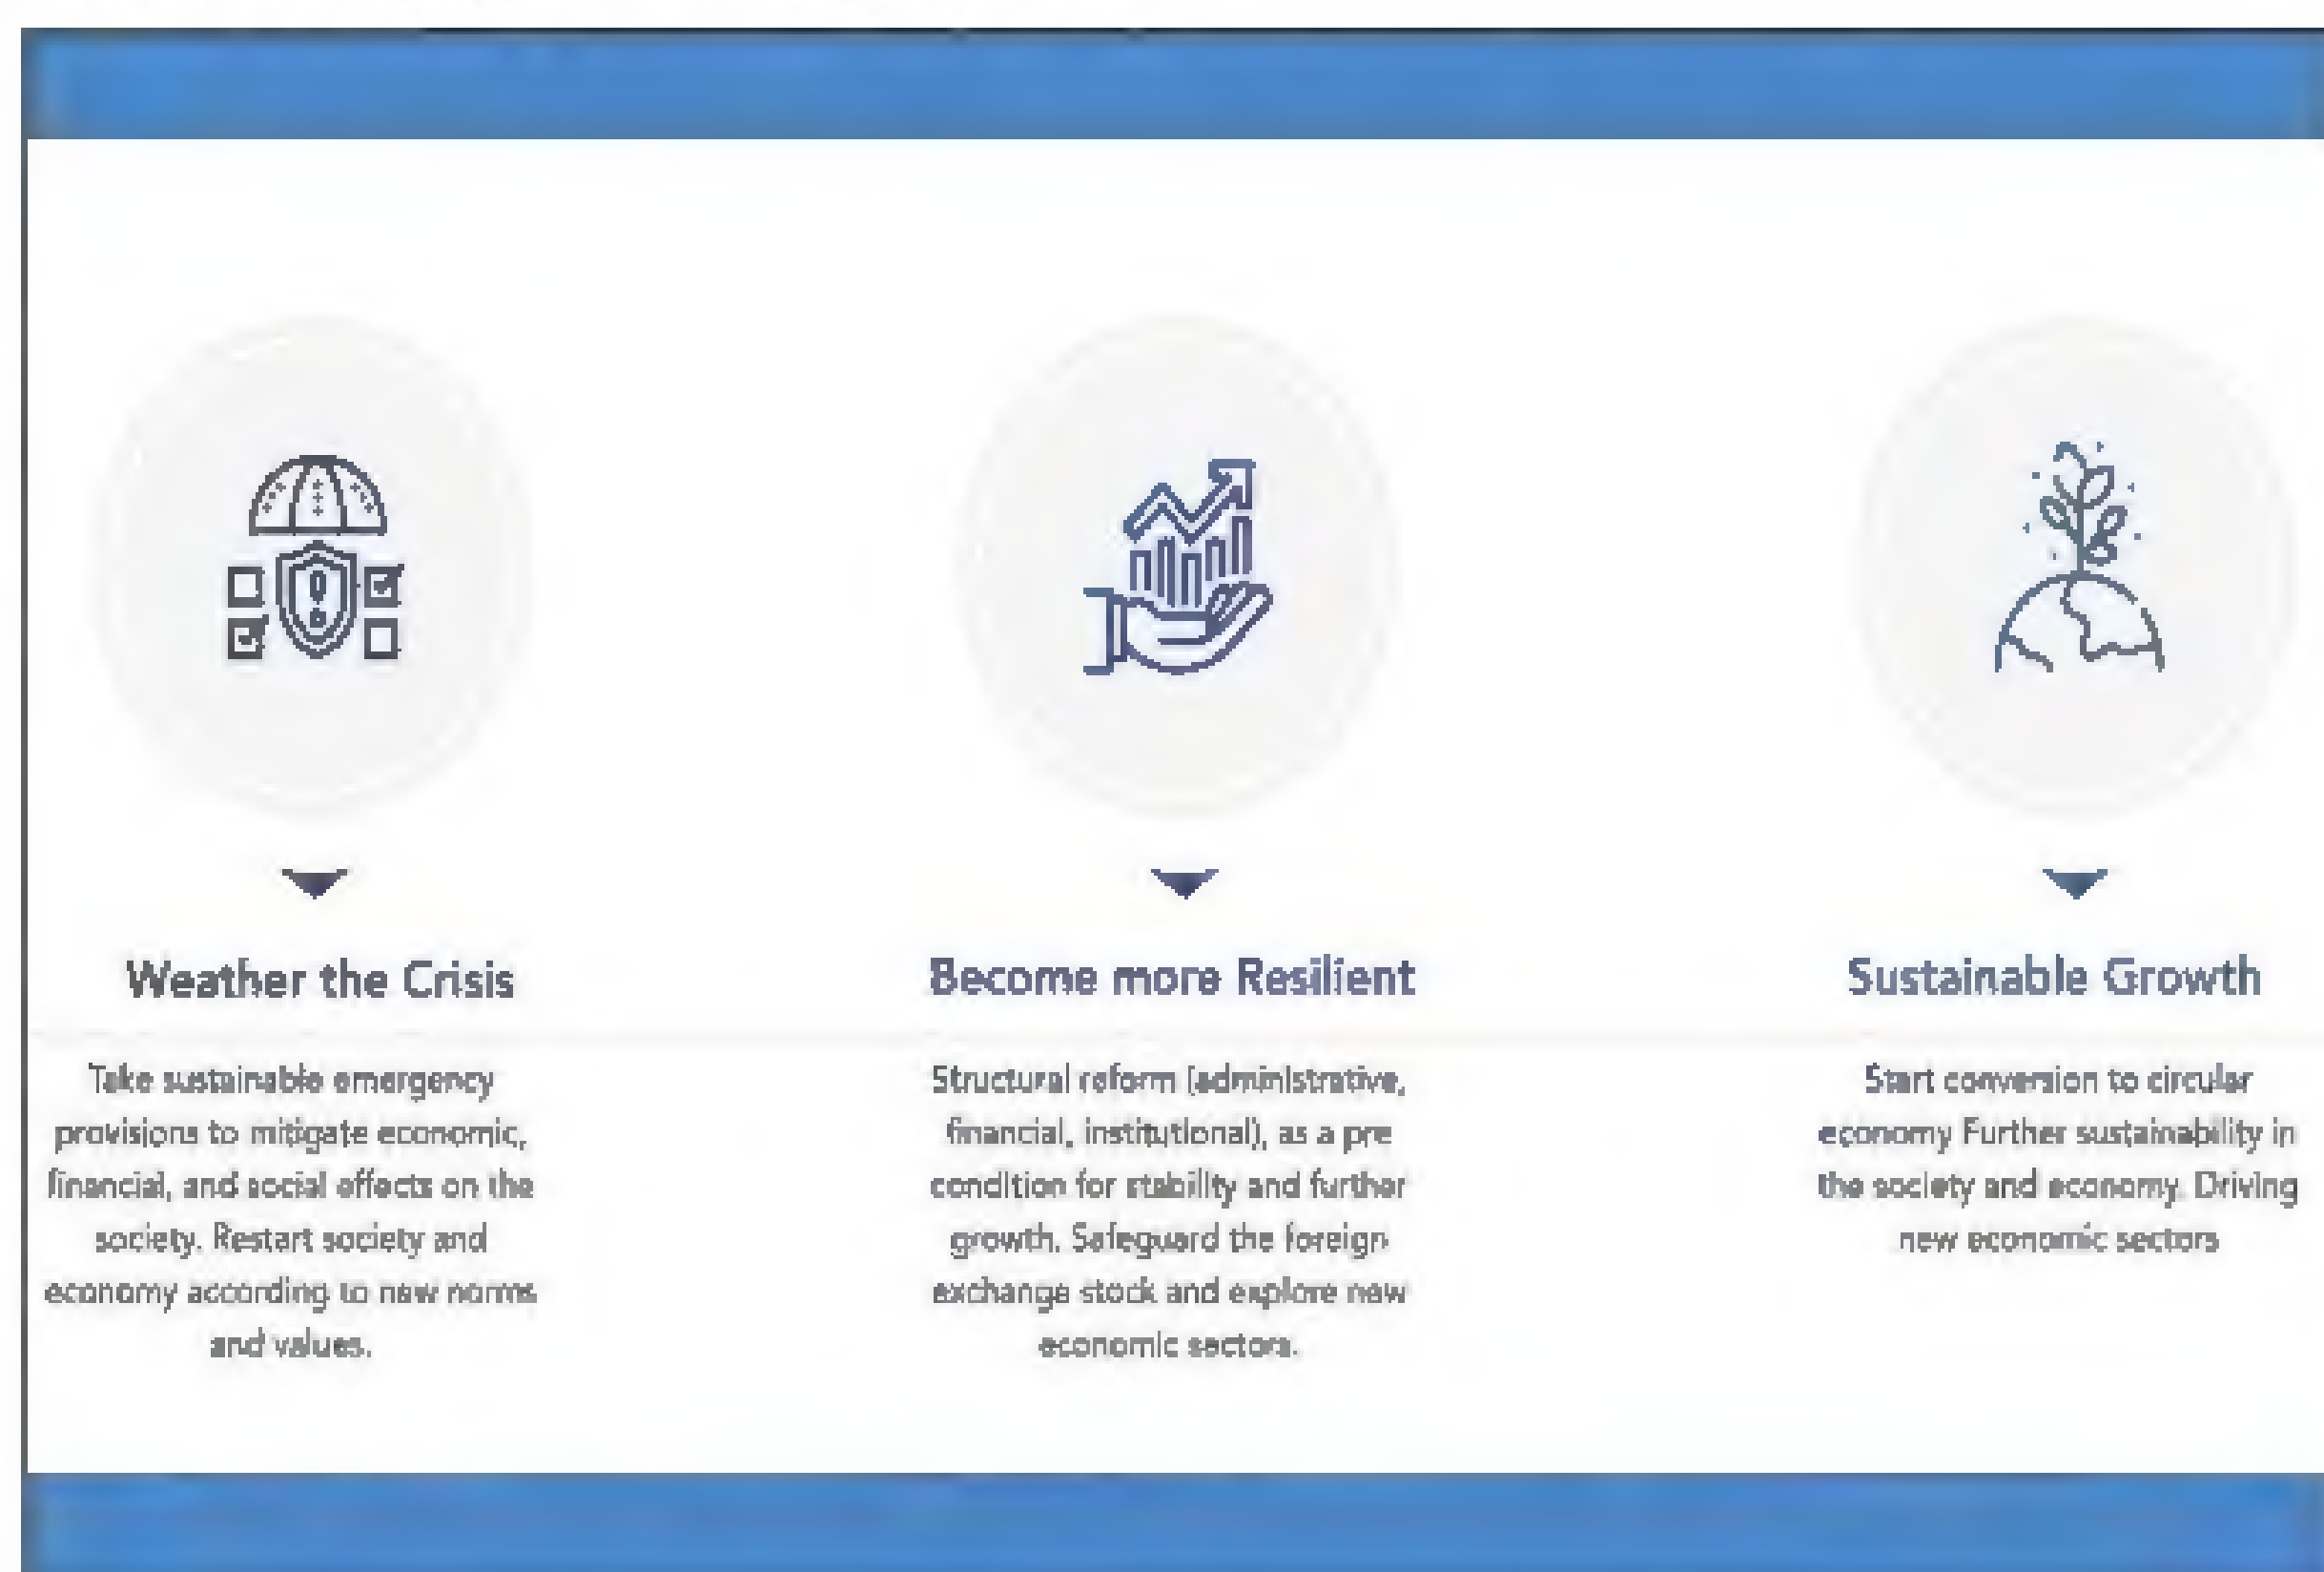 Weather the Crisis
Take sustainable emergency
provisions to mitigate economic,
financial, and social effects on the
society. Restart society and
economy according to new norms
and values.
Become more Resilient
Structural reform (administrative,
financial, institutional), as a pre
condition for stability and further
growth. Safeguard the foreign
exchange stock and explore new
economic sectors.
Sustainable Growth
Start conversion to circular
economy Further sustainability in
the society and economy. Driving
new economic sectors